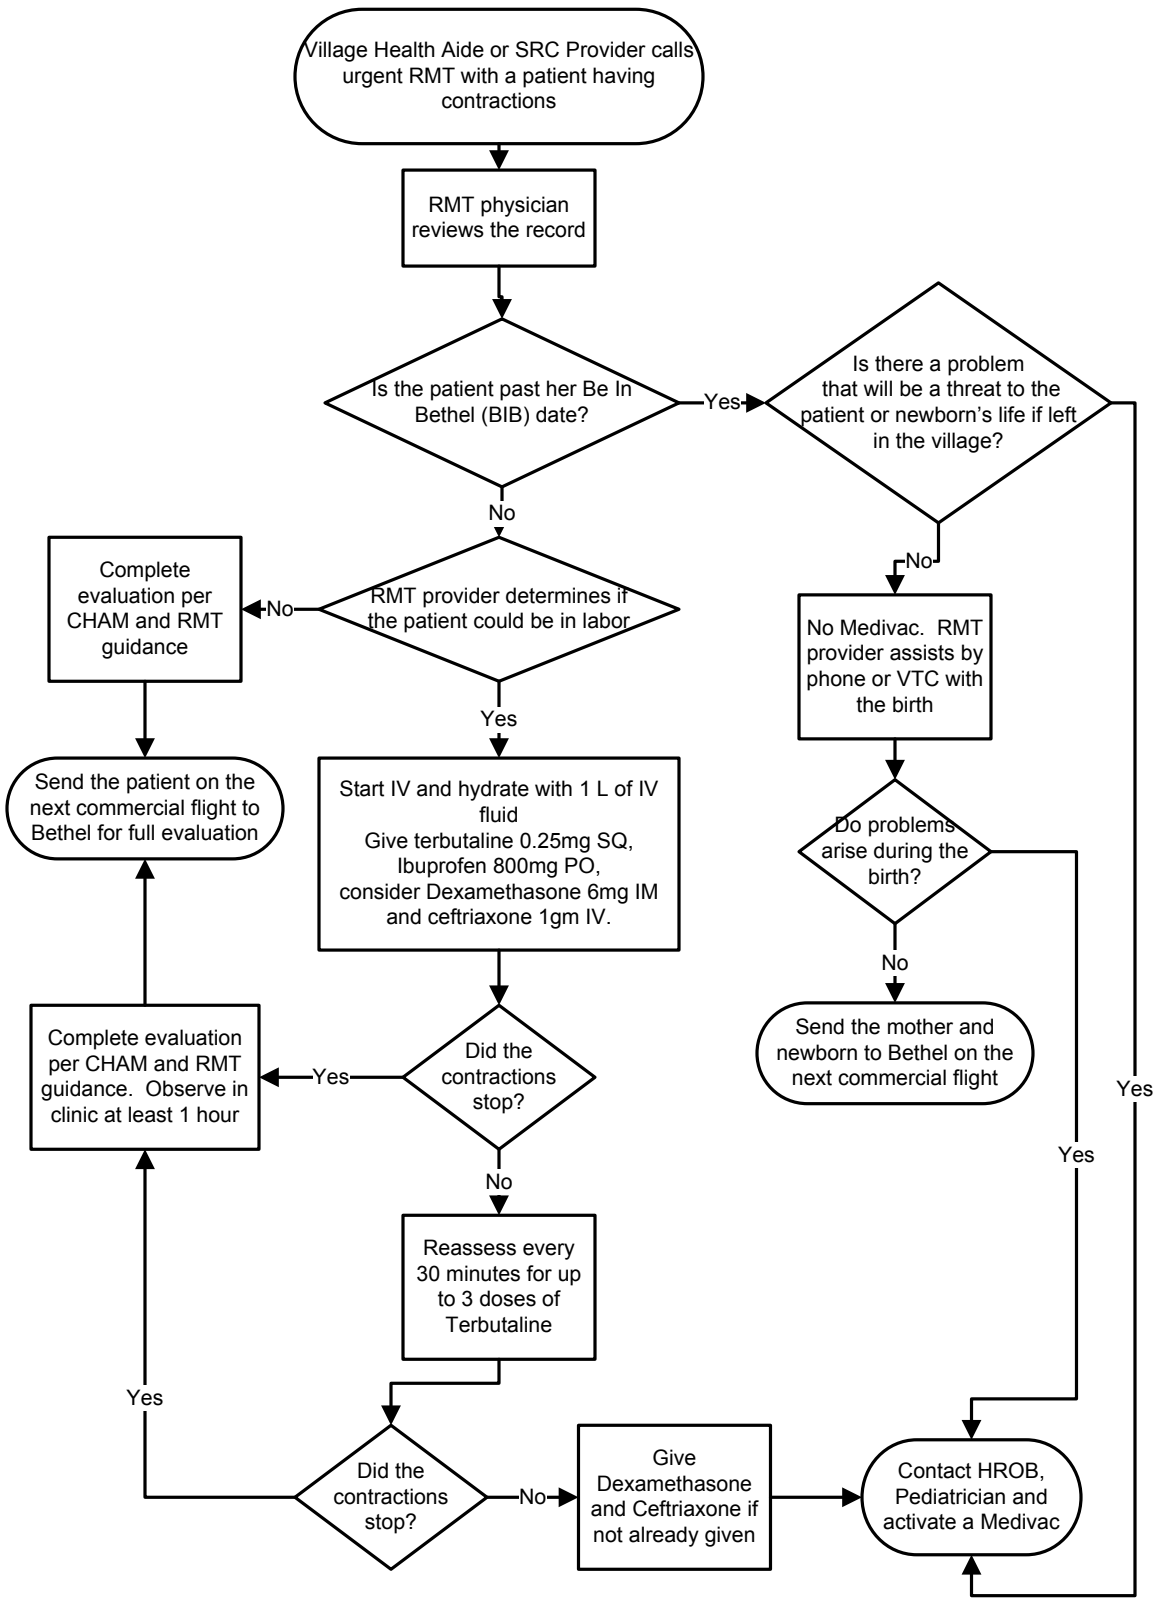 Village Health Aide or SRC Provider calls
urgent RMT with a patient having
contractions
RMT physician
reviews the record
Is the patient past her Be In
Bethel (BIB) date?
Yes
Is there a problem
that will be a threat to the
patient or newborn's life if left
in the village?
No
No
Complete
evaluation per
CHAM and RMT
guidance
No
RMT provider determines if
the patient could be in labor
No Medivac.  RMT
provider assists by
phone or VTC with
the birth
Yes
Send the patient on the
next commercial flight to
Bethel for full evaluation
Start IV and hydrate with 1 L of IV
fluid
Give terbutaline 0.25mg SQ,
Ibuprofen 800mg PO,
consider Dexamethasone 6mg IM
and ceftriaxone 1gm IV.
Do problems
arise during the
birth?
No
Complete evaluation
per CHAM and RMT
guidance.  Observe in
clinic at least 1 hour
Yes
Did the
contractions
stop?
Send the mother and
newborn to Bethel on the
next commercial flight
Yes
Yes
No
Reassess every
30 minutes for up
to 3 doses of
Terbutaline
Yes
Did the
contractions
stop?
No
Give
Dexamethasone
and Ceftriaxone if
not already given
Contact HROB,
Pediatrician and
activate a Medivac